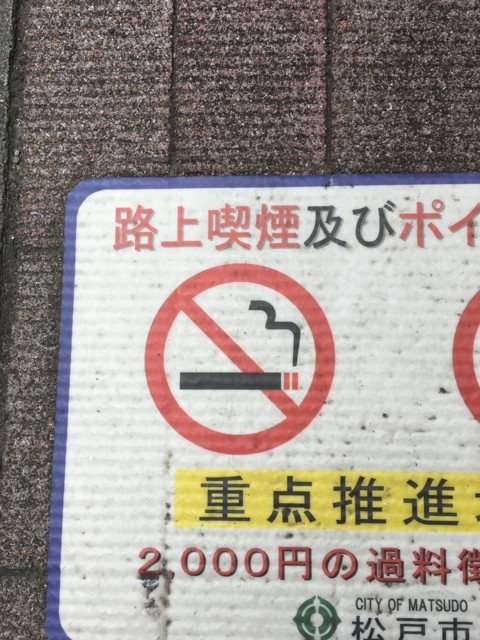 路上喫煙及びポイ
重点推進
2,000円の過料徴
CITY OF MATSUDO
松戸市